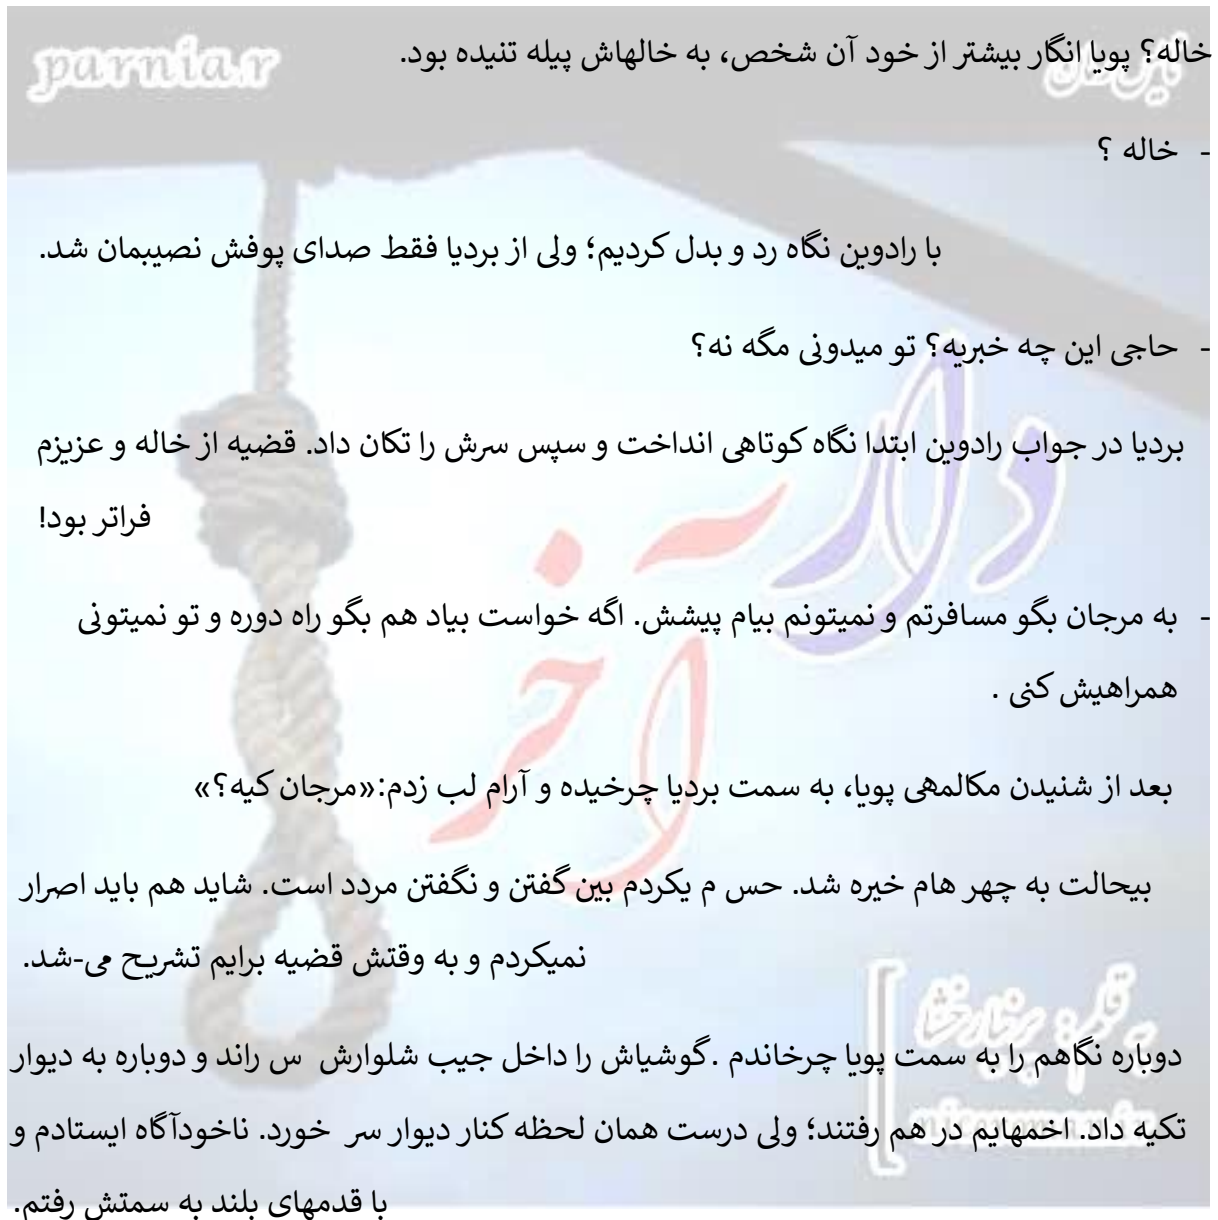 خاله؟ پویا انگار بیشتر از خود آن شخص، به خالهاش پیله تنیده بود.
- خاله ؟
با رادوین نگاه رد و بدل کردیم؛ ولی از بردیا فقط صدای پوفش نصیبمان شد.
- حاجی این چه خبریه؟ تو میدونی مگه نه؟
بردیا در جواب رادوین ابتدا نگاه کوتاهی انداخت و سپس سرش را تکان داد. قضیه از خاله و عزیزم
فراتر بود!
- به مرجان بگو مسافرتم و نمیتونم بیام پیشش. اگه خواست بیاد هم بگو راه دوره و تو نمیتونی
همراهیش کنی .
بعد از شنیدن مکالمهی پویا، به سمت بردیا چرخیده و آرام لب زدم:«مرجان کیه؟»
بیحالت به چهر هام خیره شد. حس م یکردم بین گفتن و نگفتن مردد است. شاید هم باید اصرار
نمیکردم و به وقتش قضیه برایم تشریح می-شد.
دوباره نگاهم را به سمت پویا چرخاندم .گوشیاش را داخل جیب شلوارش س راند و دوباره به دیوار
تکیه داد. اخمهایم در هم رفتند؛ ولی درست همان لحظه کنار دیوار سر خورد. ناخودآگاه ایستادم و
با قدمهای بلند به سمتش رفتم.
parnia.r
دار آخر